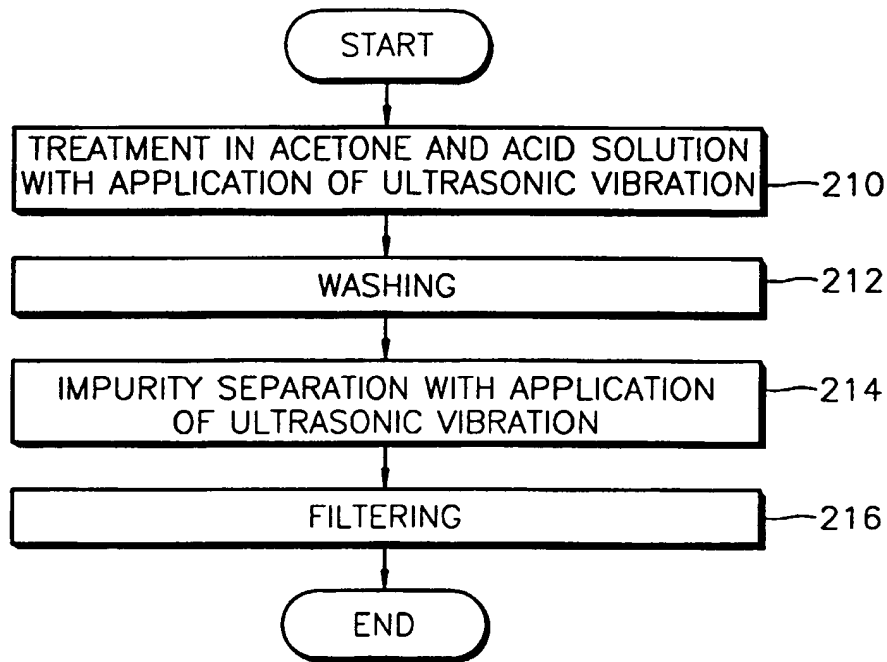 START
TREATMENT IN ACETONE AND ACID SOLUTION
WITH APPLICATION OF ULTRASONIC VIBRATION
210
WASHING
212
IMPURITY SEPARATION WITH APPLICATION
OF ULTRASONIC VIBRATION
214
FILTERING
216
END